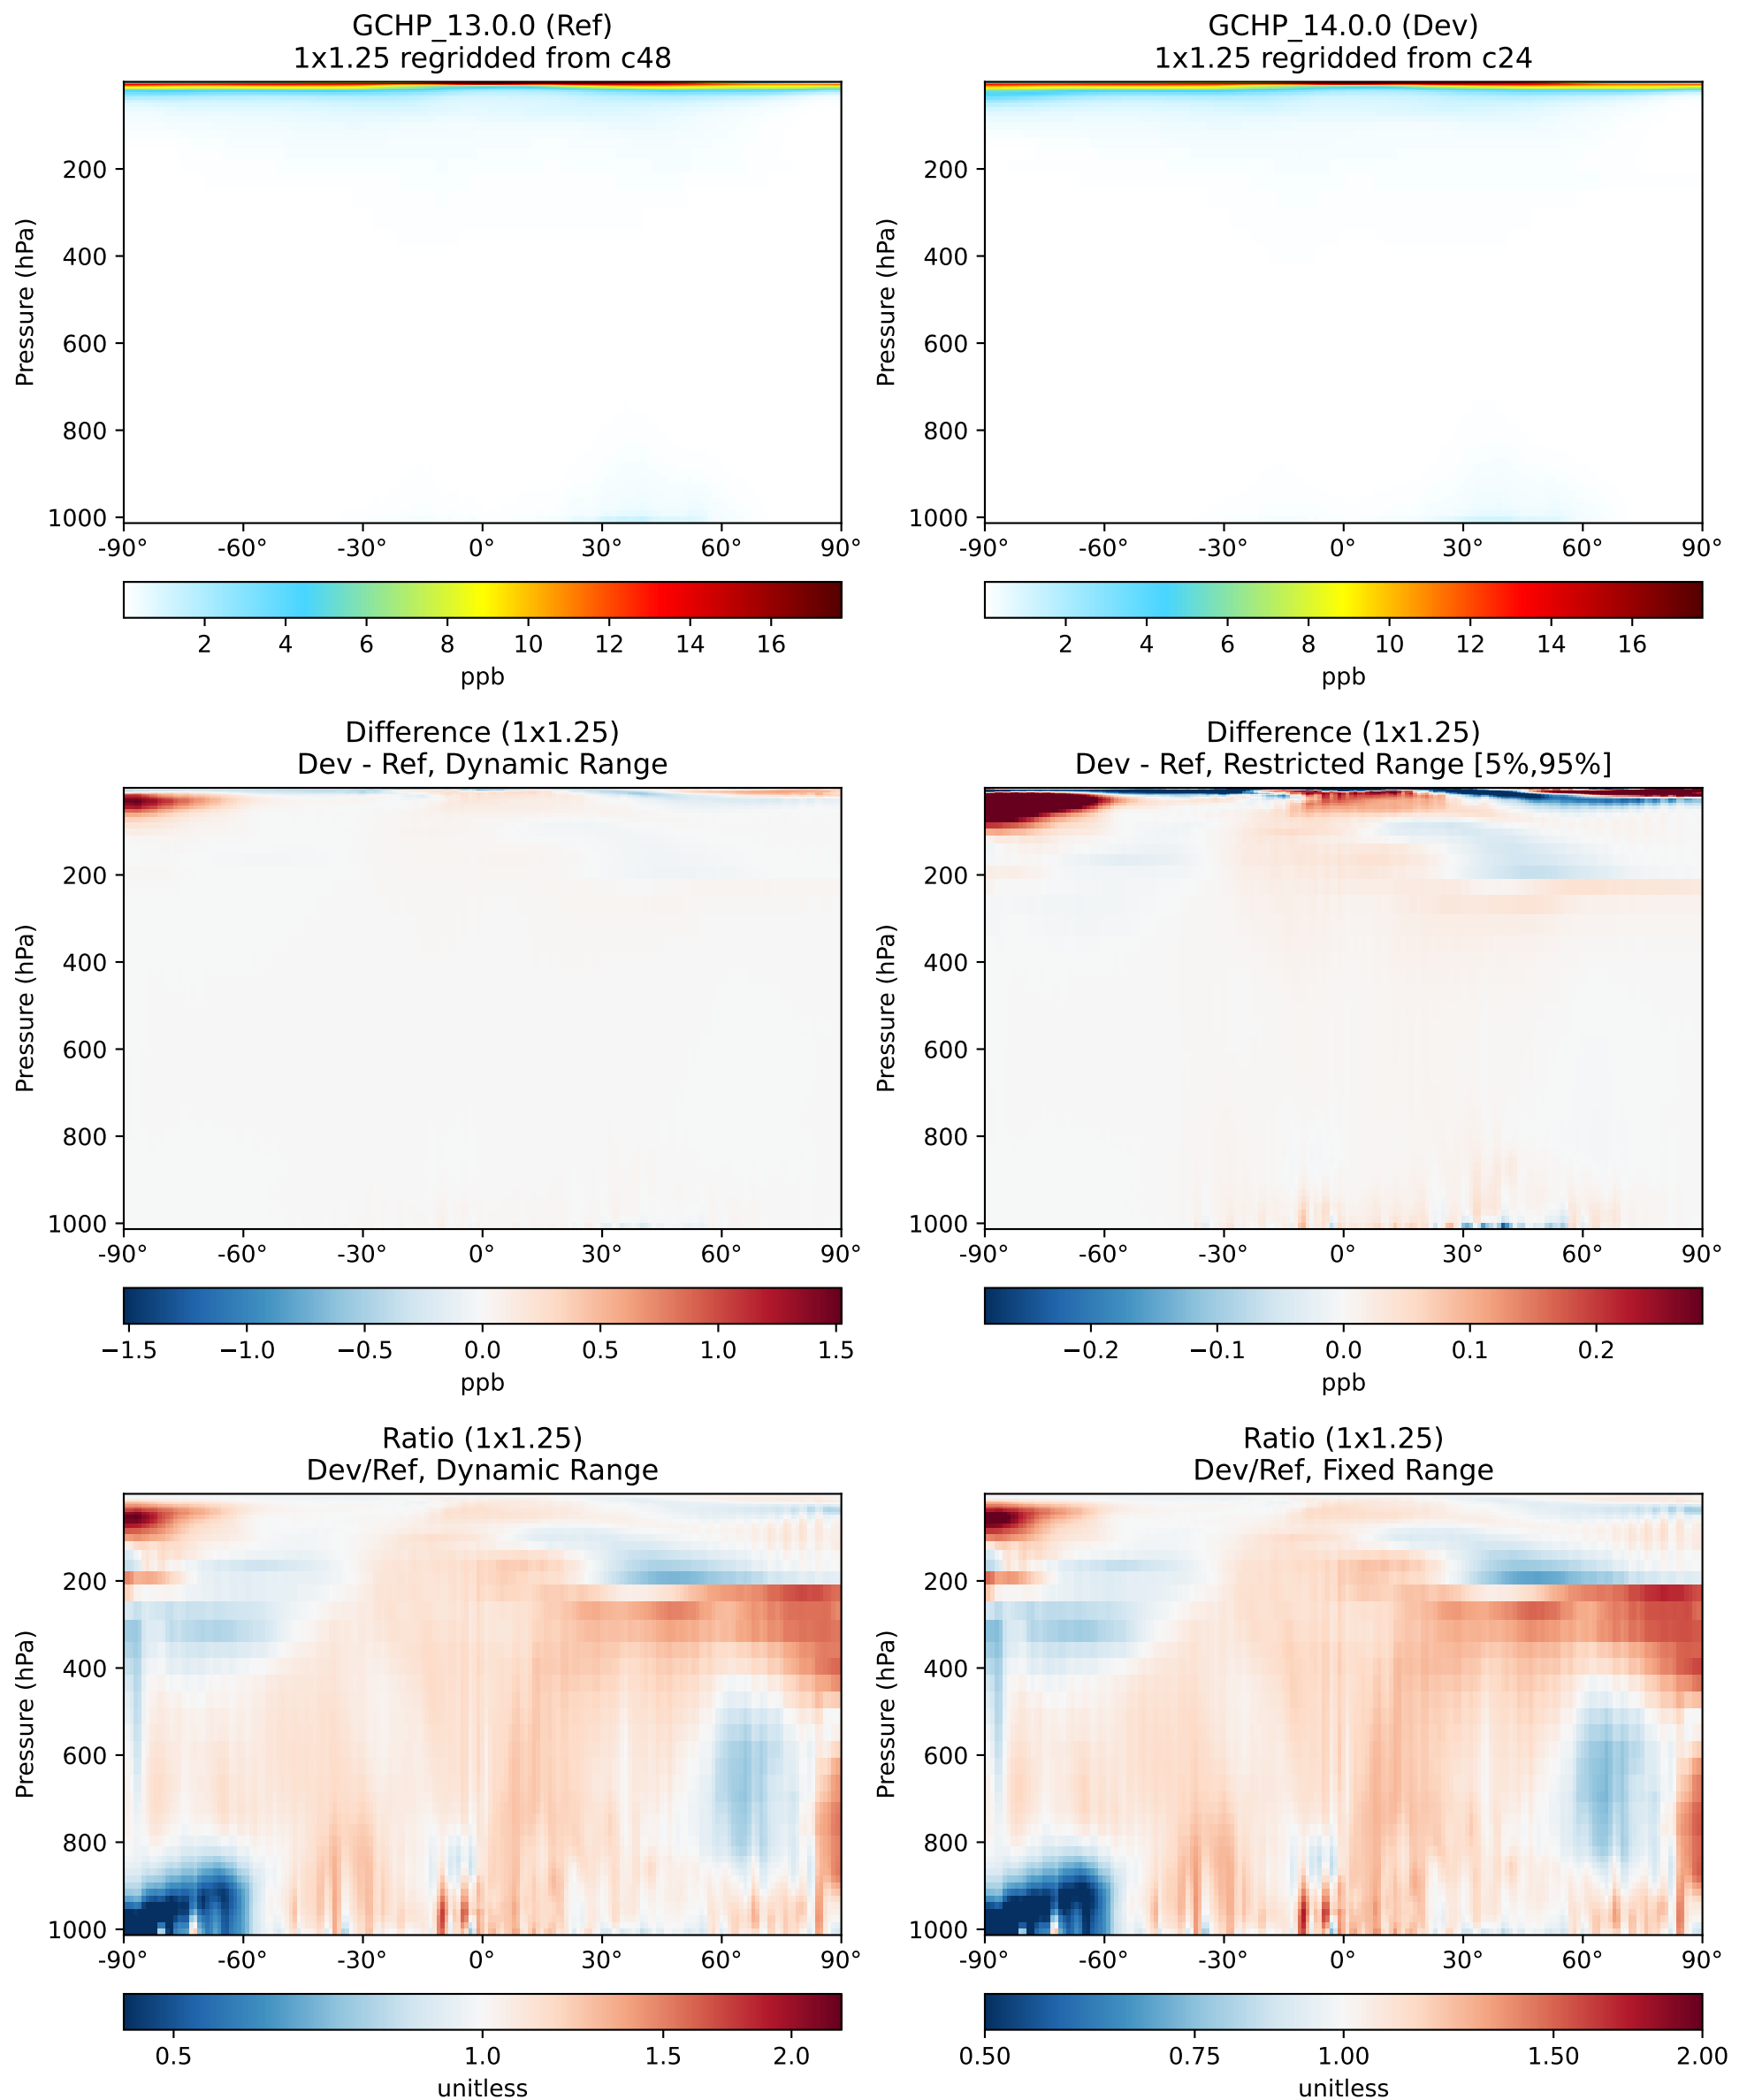 GCHP_13.0.0 (Ref)
1x1.25 regridded from c48
Pressure (hPa)
200
400
600
800
1000
-90° -60° -30° 0° 30° 60° 90°
2 4 6 8 10 12 14 16
ppb
GCHP_14.0.0 (Dev)
1x1.25 regridded from c24
Pressure (hPa)
200
400
600
800
1000
-90° -60° -30° 0° 30° 60° 90°
2 4 6 8 10 12 14 16
ppb
Difference (1x1.25)
Dev - Ref, Dynamic Range
Pressure (hPa)
200
400
600
800
1000
-90° -60° -30° 0° 30° 60° 90°
−1.5 −1.0 −0.5 0.0 0.5 1.0 1.5
ppb
Difference (1x1.25)
Dev - Ref, Restricted Range [5%,95%]
Pressure (hPa)
200
400
600
800
1000
-90° -60° -30° 0° 30° 60° 90°
−0.2 −0.1 0.0 0.1 0.2
ppb
Ratio (1x1.25)
Dev/Ref, Dynamic Range
Pressure (hPa)
200
400
600
800
1000
-90° -60° -30° 0° 30° 60° 90°
0.5 1.0 1.5 2.0
unitless
Ratio (1x1.25)
Dev/Ref, Fixed Range
Pressure (hPa)
200
400
600
800
1000
-90° -60° -30° 0° 30° 60° 90°
0.50 0.75 1.00 1.50 2.00
unitless